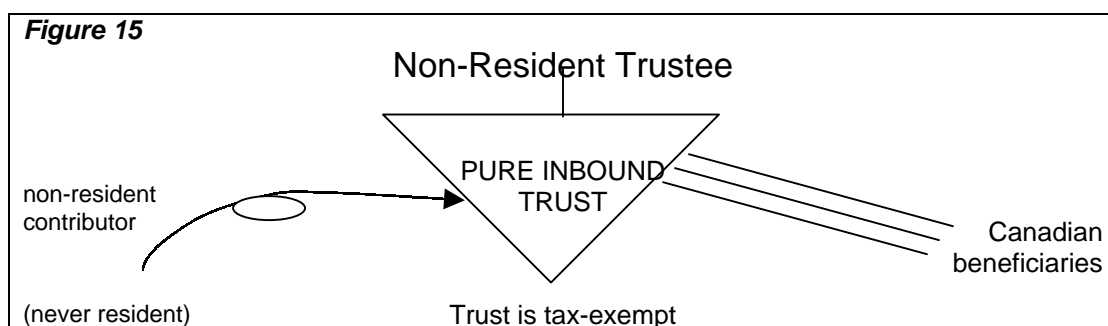 Figure 15
Non-Resident Trustee
PURE INBOUND
TRUST
non-resident
contributor
Canadian
beneficiaries
(never resident)
Trust is tax-exempt